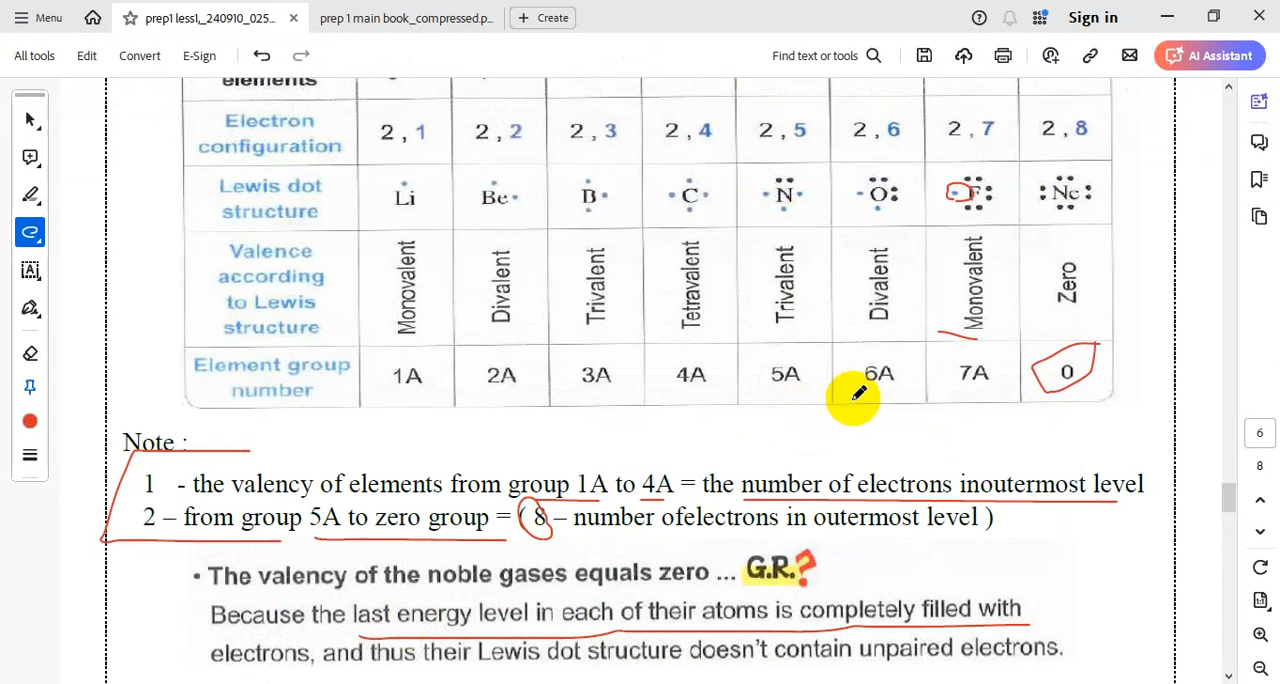 Menu prep1 less1,_240910_025... prep 1 main book_compressed.p... Create Sign in
All tools Edit Convert E-Sign Find text or tools AI Assistant
elements
Electron configuration 2 , 1 2 , 2 2 , 3 2 , 4 2 , 5 2 , 6 2 , 7 2 , 8
Lewis dot structure Li Be B C N O F Ne
Valence according to Lewis structure Monovalent Divalent Trivalent Tetravalent Trivalent Divalent Monovalent Zero
Element group number 1A 2A 3A 4A 5A 6A 7A 0
Note :
1 - the valency of elements from group 1A to 4A = the number of electrons inoutermost level
2 – from group 5A to zero group = ( 8 – number ofelectrons in outermost level )
• The valency of the noble gases equals zero ... G.R.?
Because the last energy level in each of their atoms is completely filled with
electrons, and thus their Lewis dot structure doesn't contain unpaired electrons.
6
8